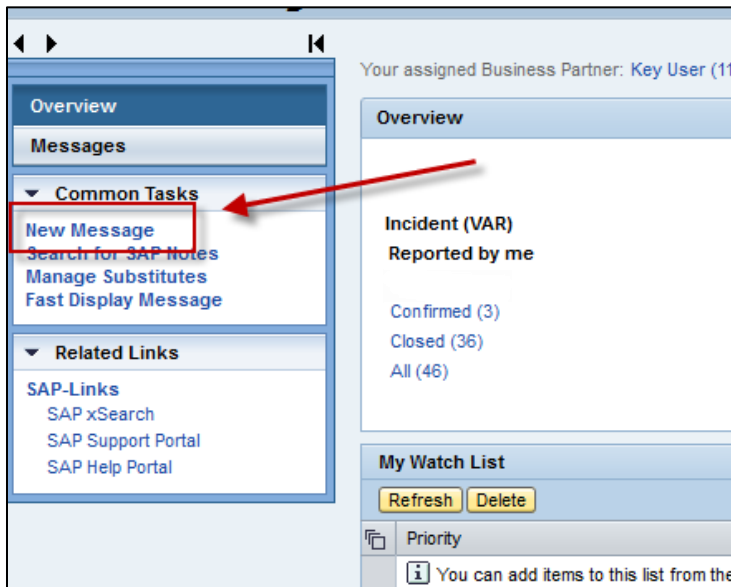 Your assigned Business Partner: Key User (11
Overview
Messages
Common Tasks
New Message
Search for SAP Notes
Manage Substitutes
Fast Display Message
Related Links
SAP-Links
SAP xSearch
SAP Support Portal
SAP Help Portal
Overview
Incident (VAR)
Reported by me
Confirmed (3)
Closed (36)
All (46)
My Watch List
Refresh Delete
Priority
You can add items to this list from the